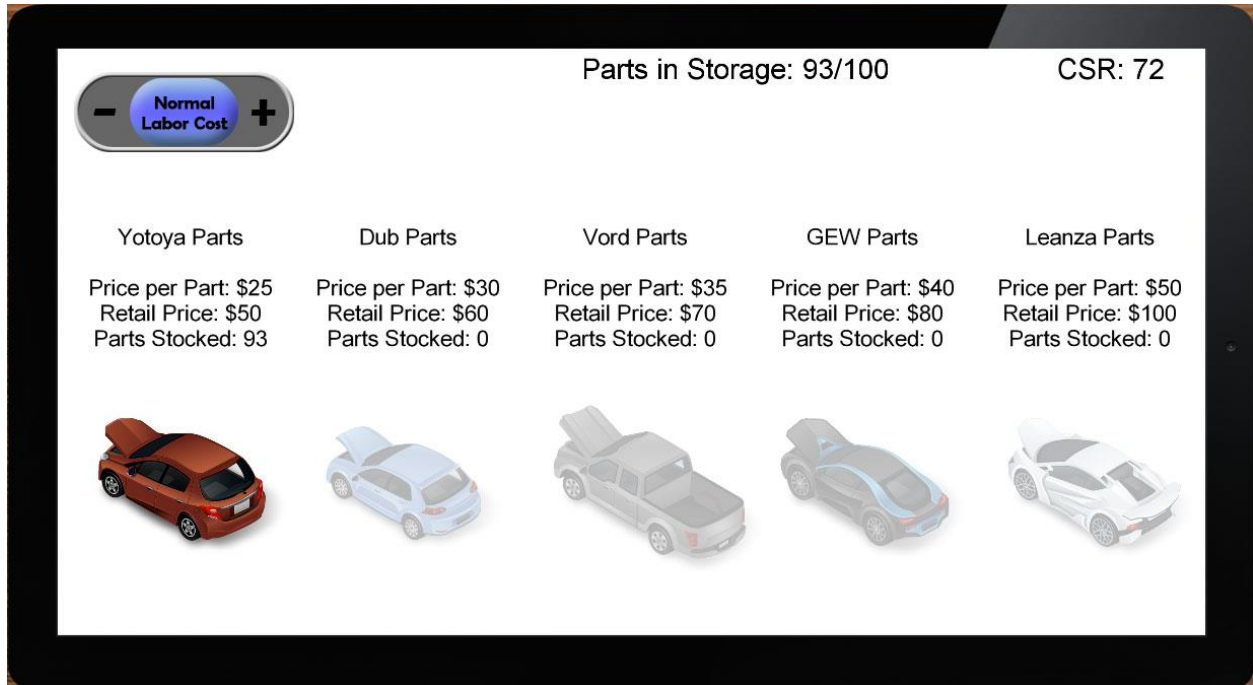 Parts in Storage: 93/100
CSR: 72
-
Normal
Labor Cost
+
Yotoya Parts
Price per Part: $25
Retail Price: $50
Parts Stocked: 93
Dub Parts
Price per Part: $30
Retail Price: $60
Parts Stocked: 0
Vord Parts
Price per Part: $35
Retail Price: $70
Parts Stocked: 0
GEW Parts
Price per Part: $40
Retail Price: $80
Parts Stocked: 0
Leanza Parts
Price per Part: $50
Retail Price: $100
Parts Stocked: 0